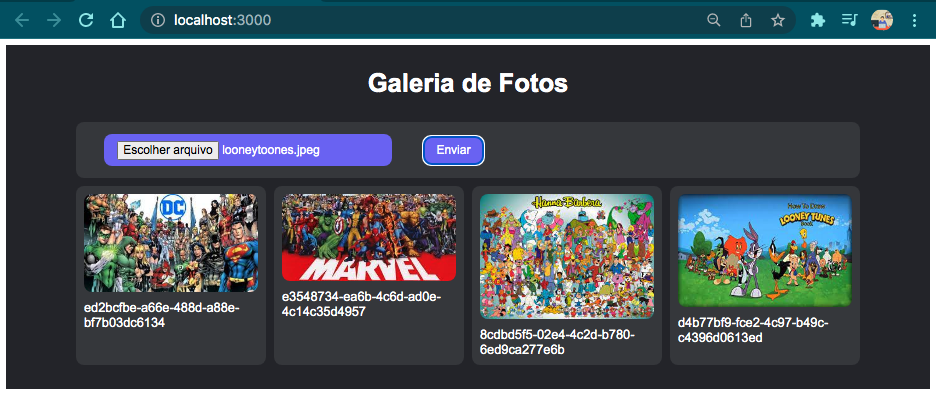 localhost:3000
Galeria de Fotos
Escolher arquivo looneytoones.jpeg
Enviar
DC
MARVEL
Hanna-Barbera
How To Draw
LOONEY TUNES
ed2bcfbe-a66e-488d-a88e-
bf7b03dc6134
e3548734-ea6b-4c6d-ad0e-
4c14c35d4957
8cdbd5f5-02e4-4c2d-b780-
6ed9ca277e6b
d4b77bf9-fce2-4c97-b49c-
c4396d0613ed